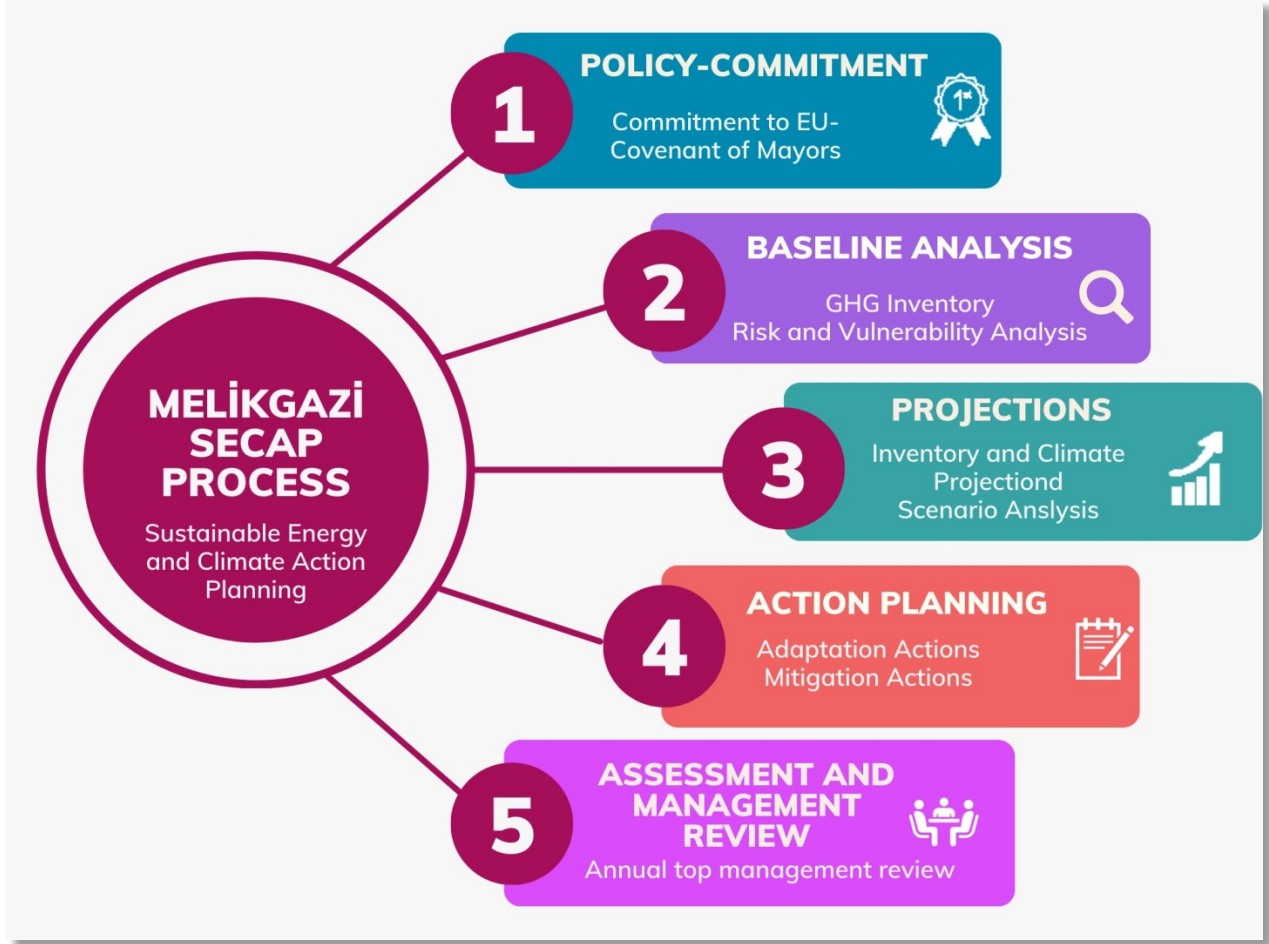 1
POLICY-COMMITMENT
Commitment to EU-
Covenant of Mayors
1st
2
BASELINE ANALYSIS
GHG Inventory
Risk and Vulnerability Analysis
MELİKGAZİ
SECAP
PROCESS
Sustainable Energy
and Climate Action
Planning
3
PROJECTIONS
Inventory and Climate
Projectiond
Scenario Anslysis
4
ACTION PLANNING
Adaptation Actions
Mitigation Actions
5
ASSESSMENT AND
MANAGEMENT
REVIEW
Annual top management review